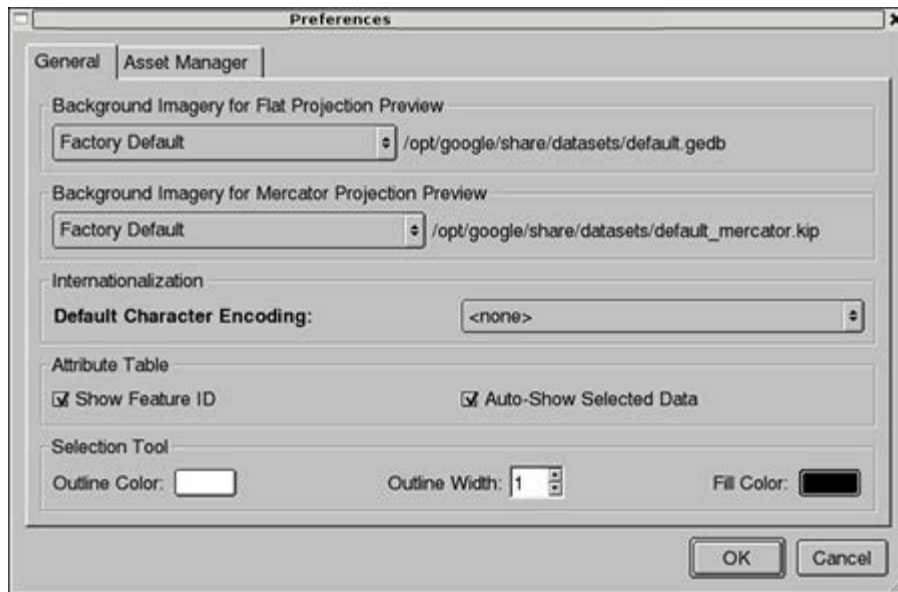 Preferences
General Asset Manager
Background Imagery for Flat Projection Preview
Factory Default /opt/google/share/datasets/default.gedb
Background Imagery for Mercator Projection Preview
Factory Default /opt/google/share/datasets/default_mercator.kip
Internationalization
Default Character Encoding: <none>
Attribute Table
Show Feature ID Auto-Show Selected Data
Selection Tool
Outline Color: Outline Width: 1 Fill Color:
OK Cancel